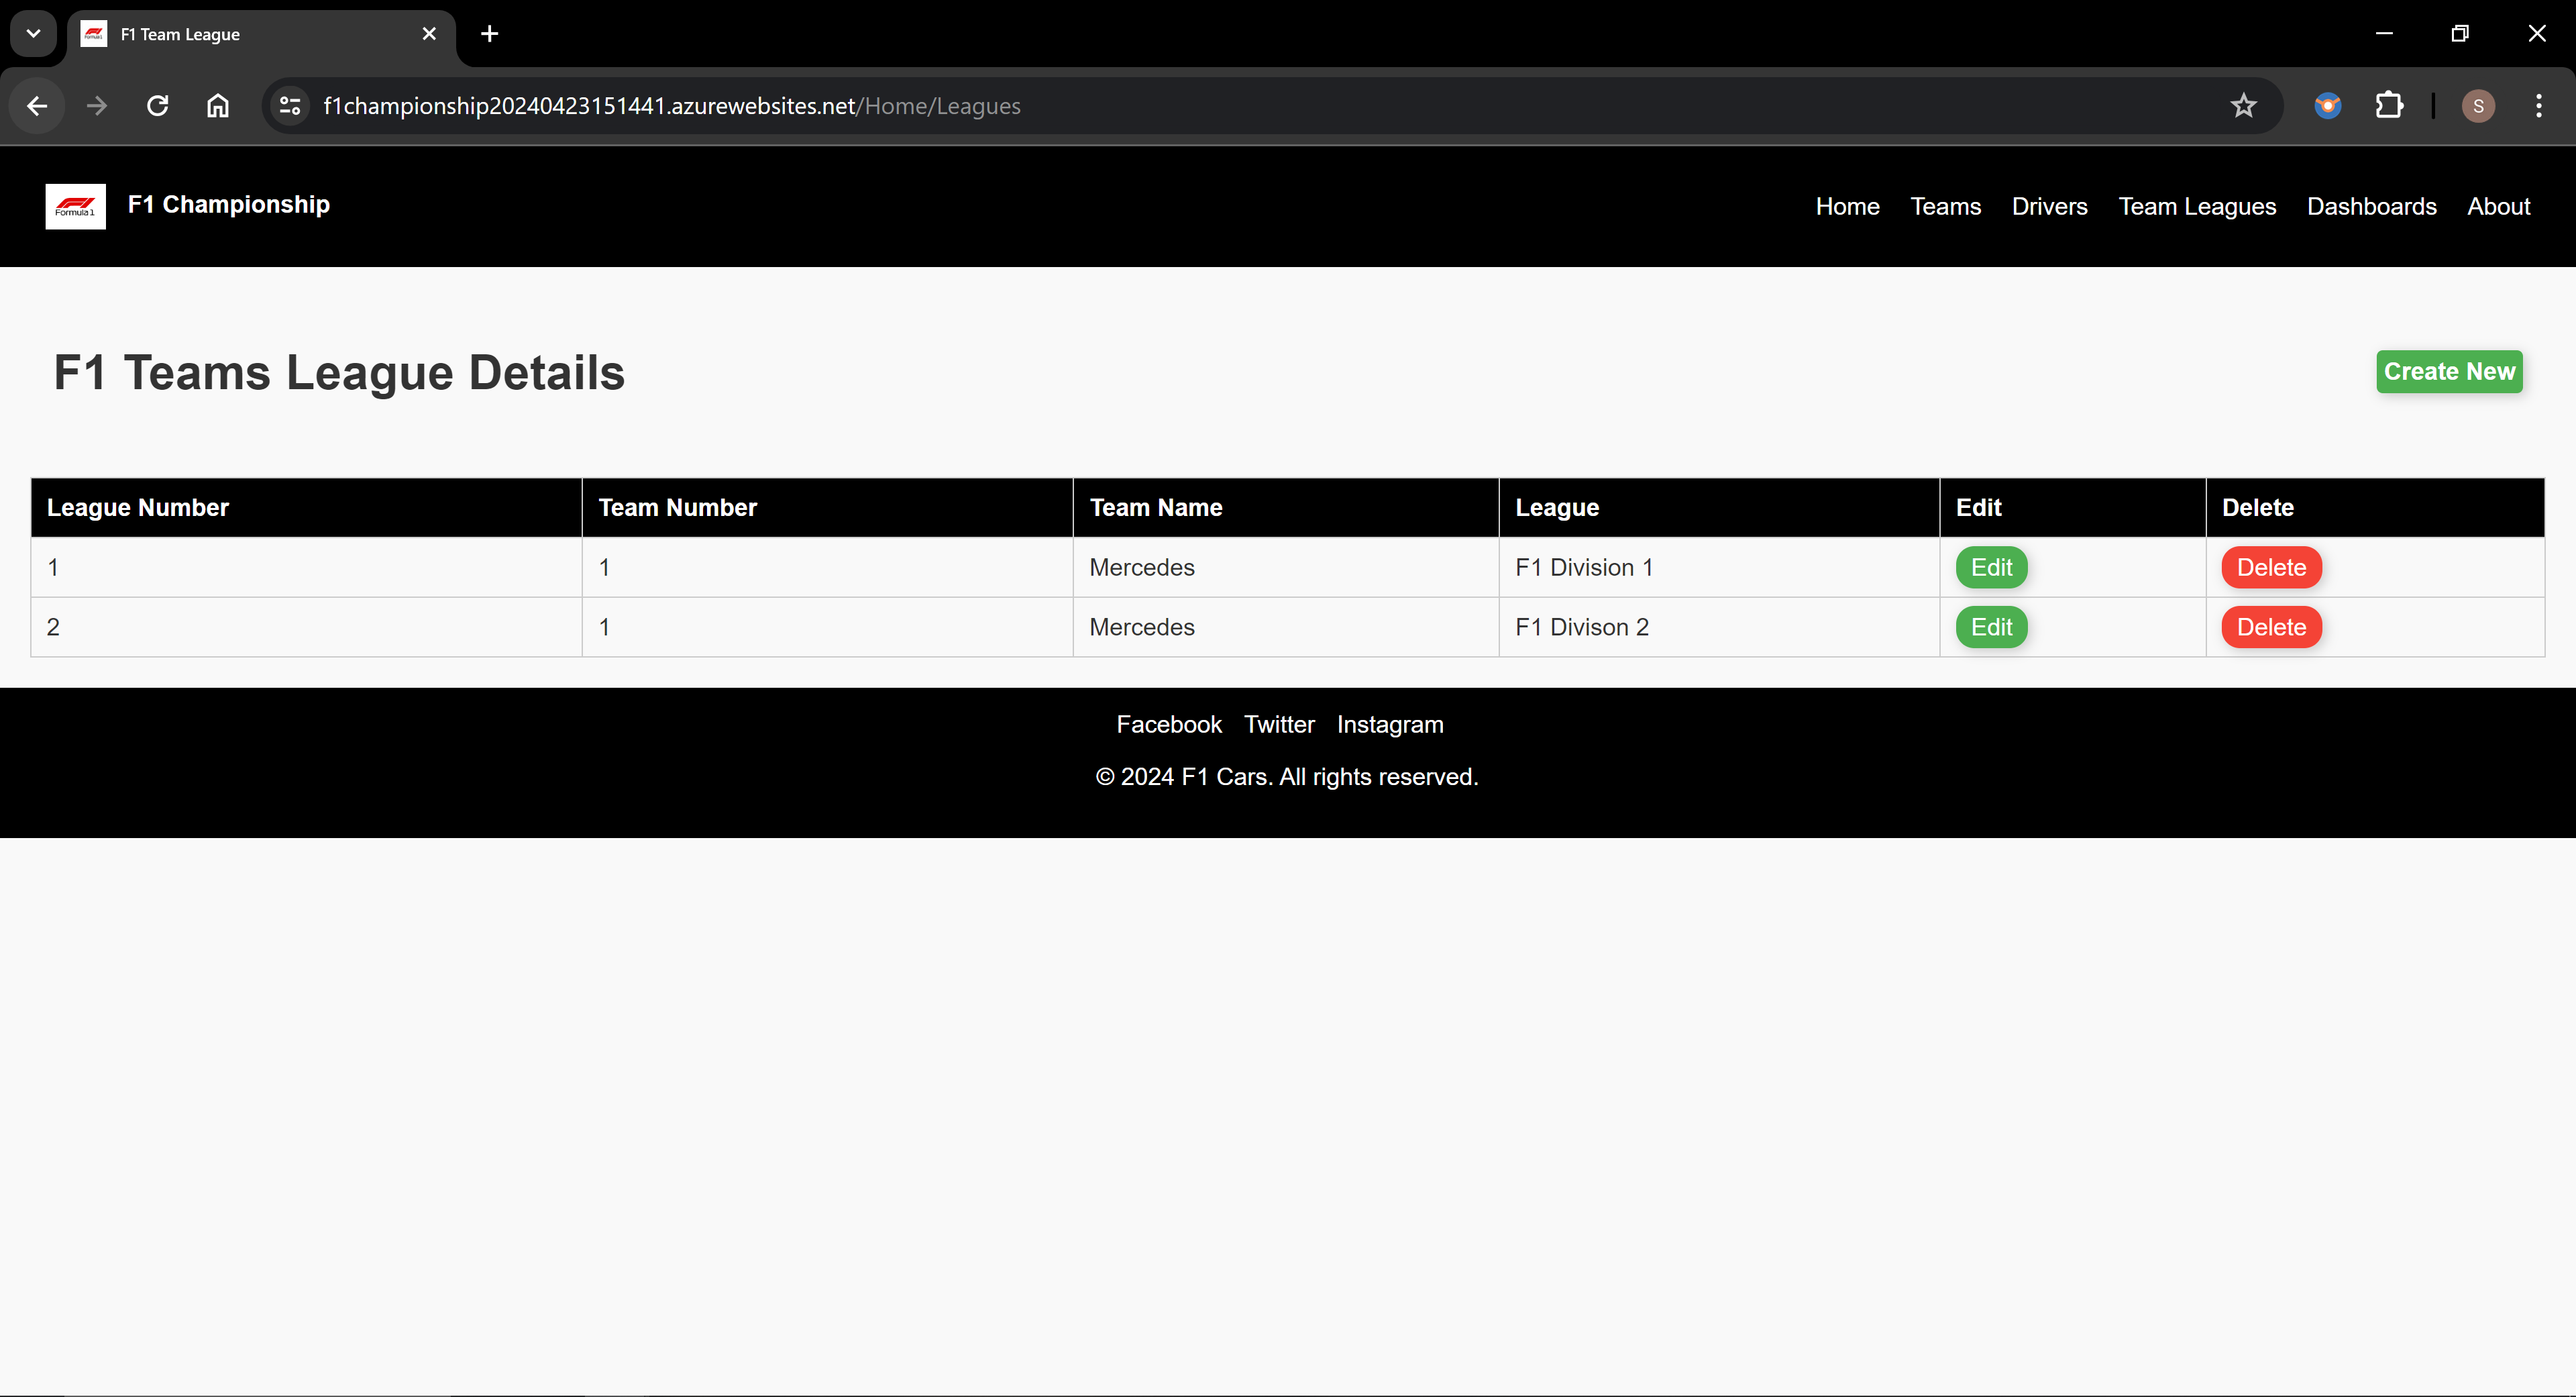 F1 Team League
f1championship20240423151441.azurewebsites.net/Home/Leagues
S
Formula 1
F1 Championship
Home Teams Drivers Team Leagues Dashboards About
F1 Teams League Details
Create New
League Number Team Number Team Name League Edit Delete
1 1 Mercedes F1 Division 1 Edit Delete
2 1 Mercedes F1 Divison 2 Edit Delete
Facebook Twitter Instagram
© 2024 F1 Cars. All rights reserved.